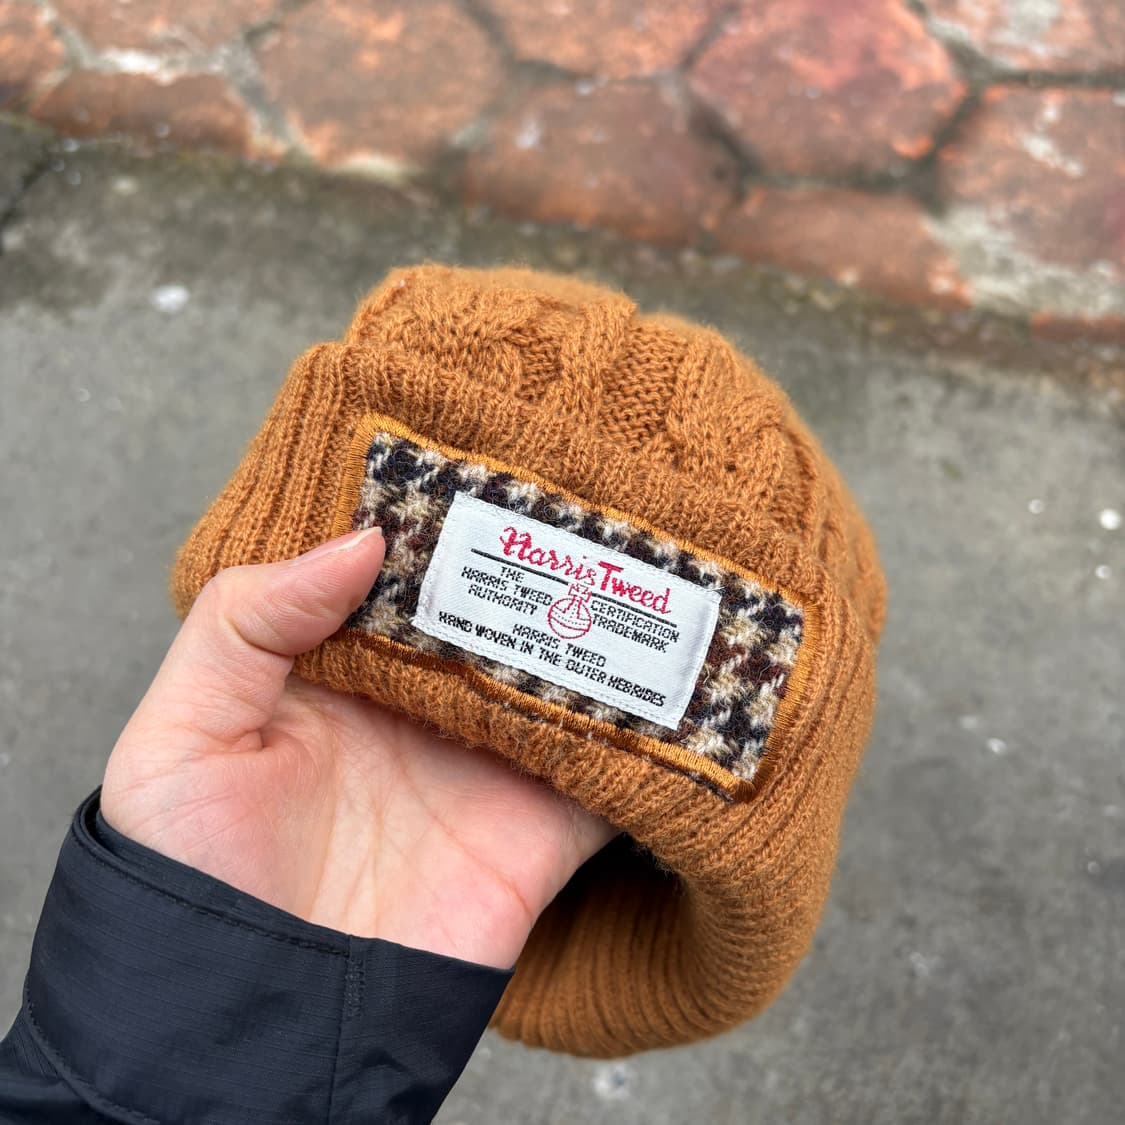 Harris Tweed
THE
HARRIS TWEED
AUTHORITY
CERTIFICATION
TRADEMARK
HARRIS TWEED
HAND WOVEN IN THE OUTER HEBRIDES